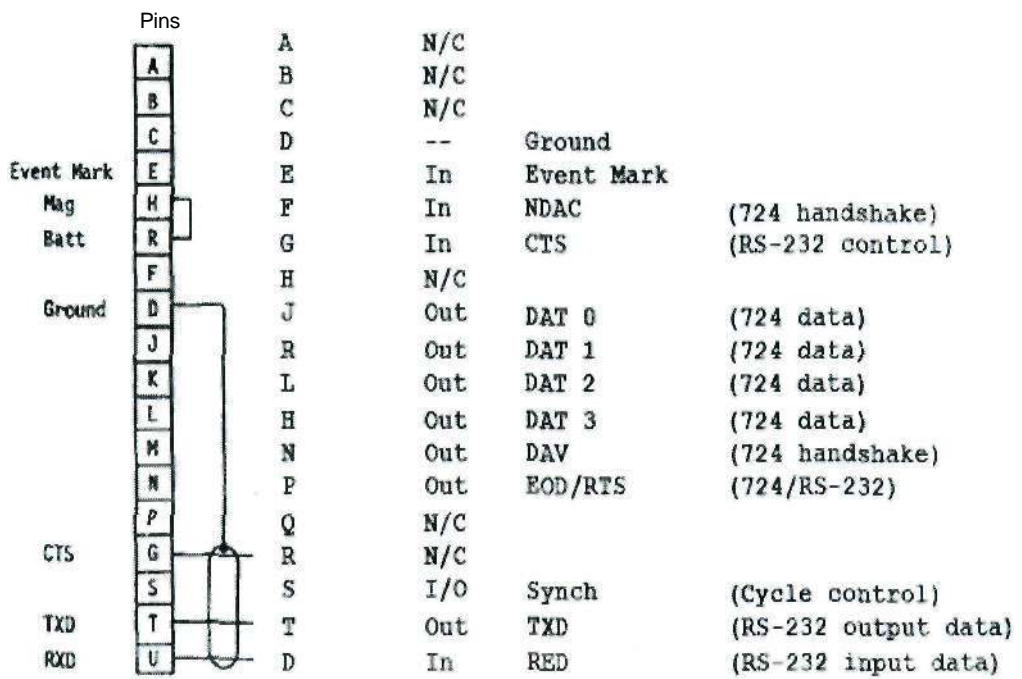 Pins
A N/C
A
B N/C
B
C N/C
C
D -- Ground
Event Mark E
E In Event Mark
Mag H
F In NDAC (724 handshake)
Batt R
G In CTS (RS-232 control)
F
H N/C
Ground D
J Out DAT 0 (724 data)
J
R Out DAT 1 (724 data)
K
L Out DAT 2 (724 data)
L
H Out DAT 3 (724 data)
M
N Out DAV (724 handshake)
N
P Out EOD/RTS (724/RS-232)
P
Q N/C
CTS G
R N/C
S
S I/O Synch (Cycle control)
TXD T
T Out TXD (RS-232 output data)
RXD U
D In RED (RS-232 input data)